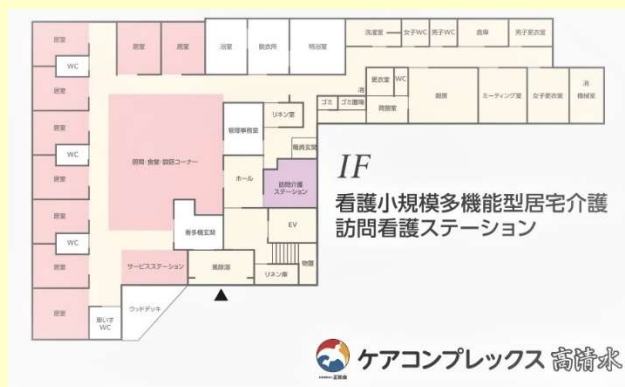 居室
居室
居室
浴室
脱衣所
特浴室
洗濯室
女子WC
男子WC
倉庫
男子更衣室
WC
居室
更衣室
WC
消
消
機械室
居室
ゴミ
厨房
ミーティング室
女子更衣室
リネン室
WC
居間・食堂・談話コーナー
管理事務室
職員玄関
居室
ホール
訪問介護
ステーション
居室
看多機玄関
EV
WC
居室
サービスステーション
風除室
リネン庫
物置
居室
車いす
WC
ウッドデッキ
IF
看護小規模多機能型居宅介護
訪問看護ステーション
ケアコンプレックス 高清水